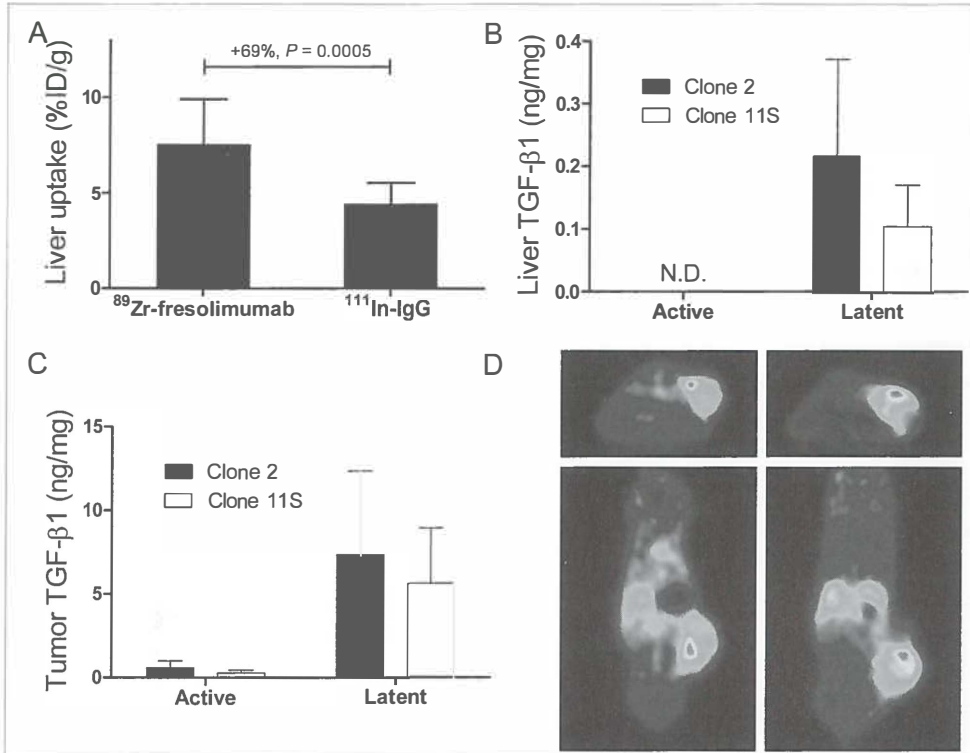 A
+69%, P = 0.0005
Liver uptake (%ID/g)
10
5
0
⁸⁹Zr-fresolimumab
¹¹¹In-IgG
B
Liver TGF-β1 (ng/mg)
0.4
0.3
0.2
0.1
0.0
Clone 2
Clone 11S
N.D.
Active
Latent
C
Tumor TGF-β1 (ng/mg)
15
10
5
0
Clone 2
Clone 11S
Active
Latent
D